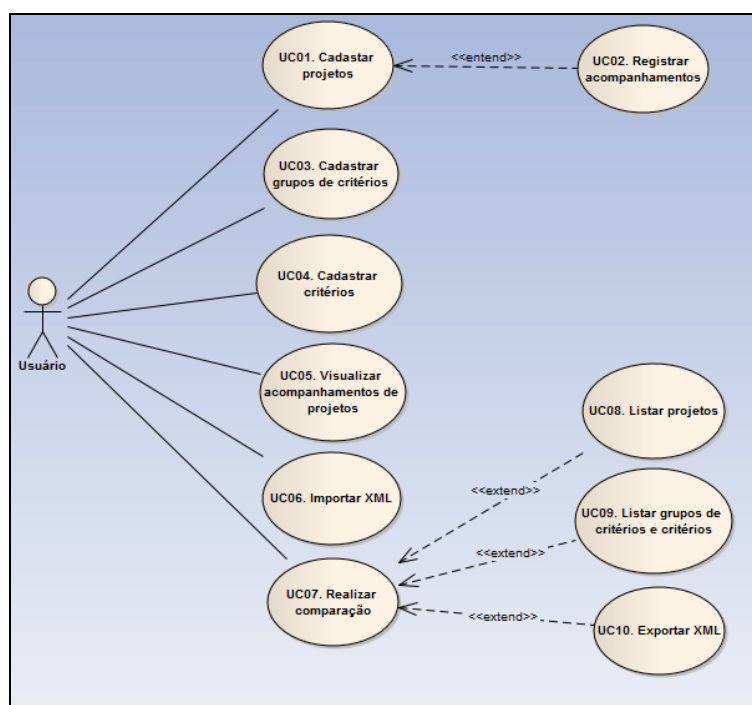 UC01. Cadastar
projetos
<<entend>>
UC02. Registrar
acompanhamentos
UC03. Cadastrar
grupos de critérios
UC04. Cadastrar
critérios
Usuário
UC05. Visualizar
acompanhamentos de
projetos
UC06. Importar XML
UC07. Realizar
comparação
UC08. Listar projetos
<<extend>>
UC09. Listar grupos de
critérios e critérios
<<extend>>
UC10. Exportar XML
<<extend>>